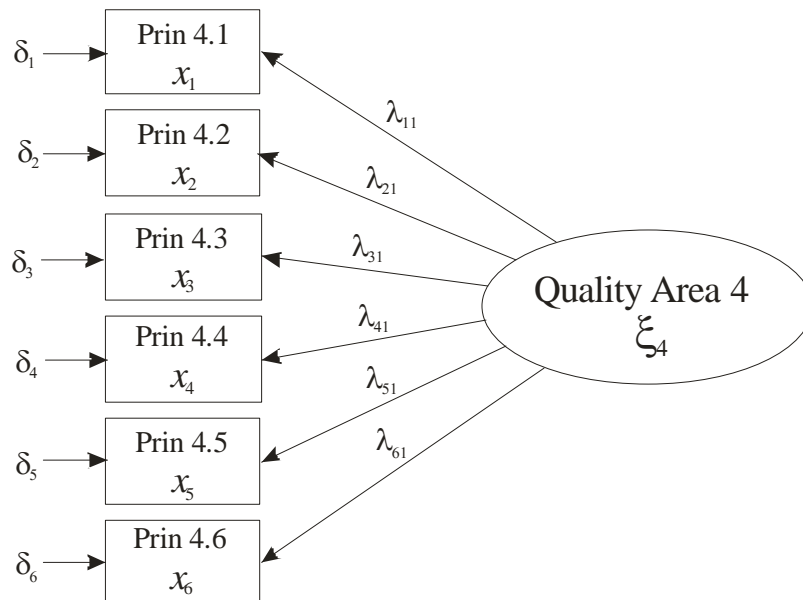 δ₁
Prin 4.1
x₁
λ₁₁
δ₂
Prin 4.2
x₂
λ₂₁
δ₃
Prin 4.3
x₃
λ₃₁
Quality Area 4
ξ₄
δ₄
Prin 4.4
x₄
λ₄₁
δ₅
Prin 4.5
x₅
λ₅₁
δ₆
Prin 4.6
x₆
λ₆₁